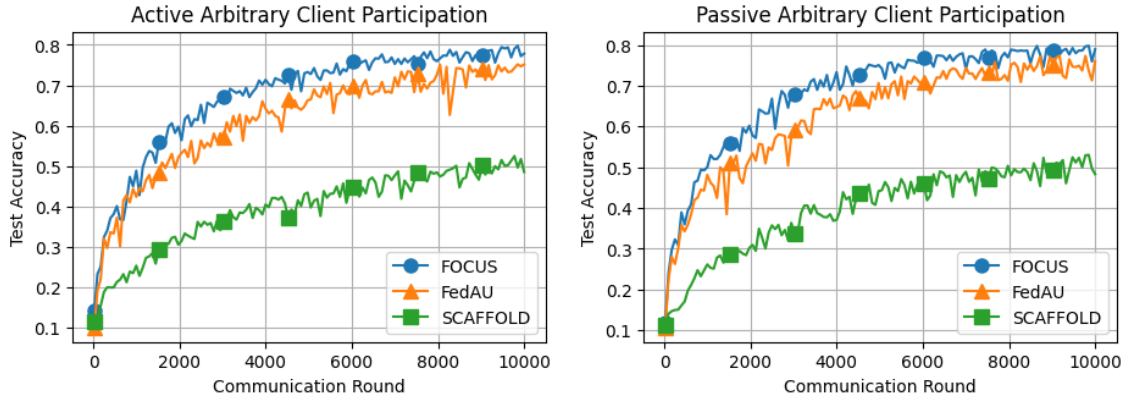 Active Arbitrary Client Participation
Test Accuracy
0.8
0.7
0.6
0.5
0.4
0.3
0.2
0.1
FOCUS
FedAU
SCAFFOLD
0 2000 4000 6000 8000 10000
Communication Round
Passive Arbitrary Client Participation
Test Accuracy
0.8
0.7
0.6
0.5
0.4
0.3
0.2
0.1
FOCUS
FedAU
SCAFFOLD
0 2000 4000 6000 8000 10000
Communication Round